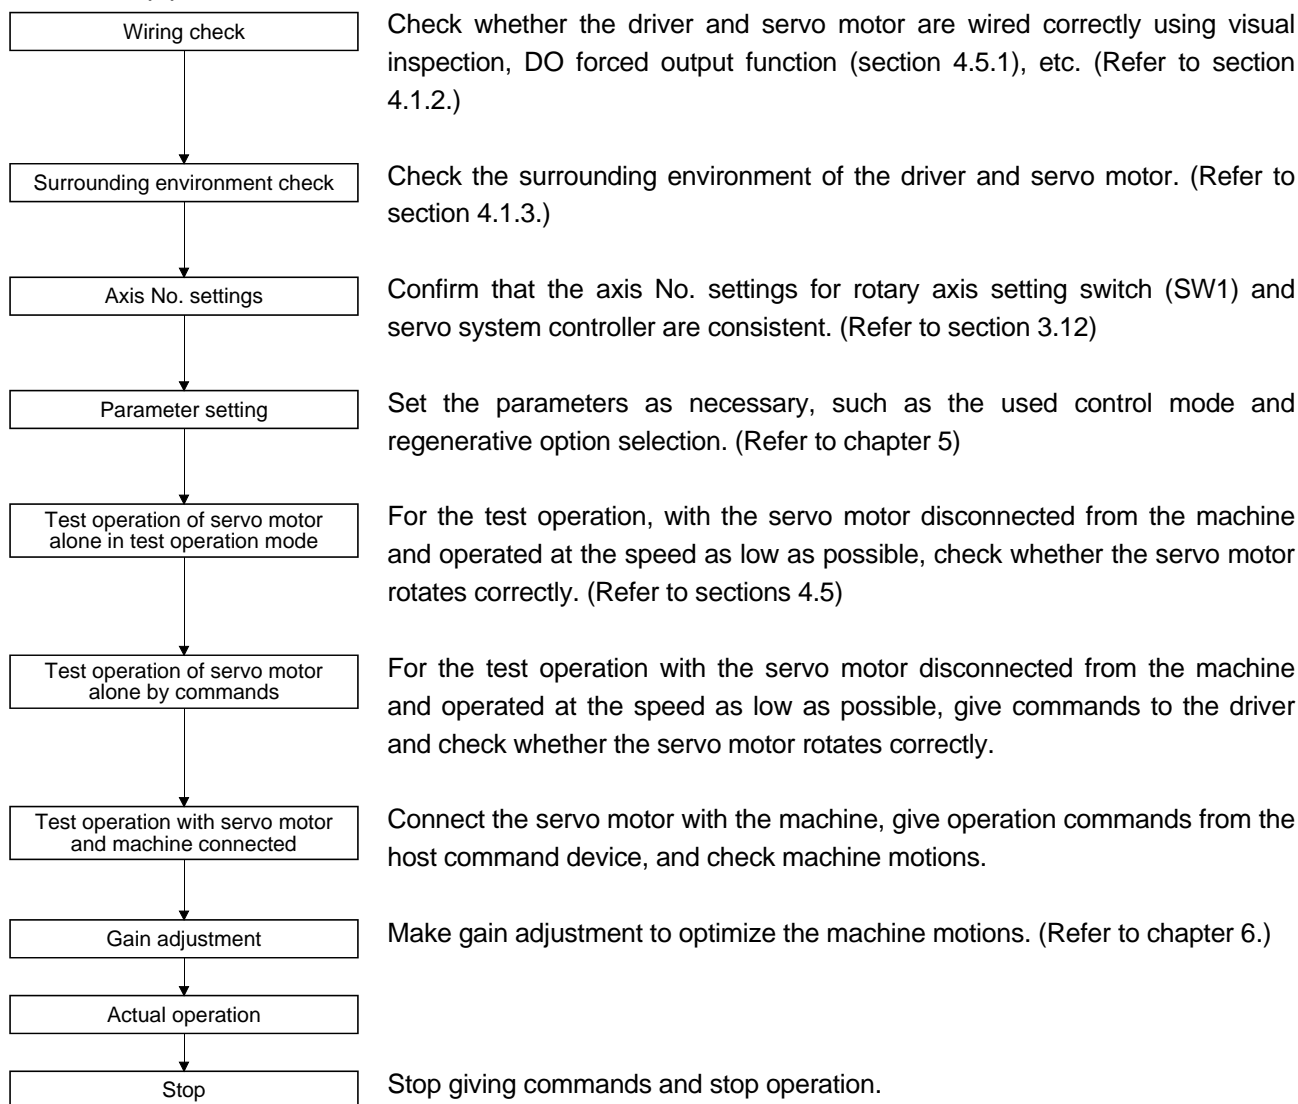 Wiring check
Check whether the driver and servo motor are wired correctly using visual
inspection, DO forced output function (section 4.5.1), etc. (Refer to section
4.1.2.)
Surrounding environment check
Check the surrounding environment of the driver and servo motor. (Refer to
section 4.1.3.)
Axis No. settings
Confirm that the axis No. settings for rotary axis setting switch (SW1) and
servo system controller are consistent. (Refer to section 3.12)
Parameter setting
Set the parameters as necessary, such as the used control mode and
regenerative option selection. (Refer to chapter 5)
Test operation of servo motor
alone in test operation mode
For the test operation, with the servo motor disconnected from the machine
and operated at the speed as low as possible, check whether the servo motor
rotates correctly. (Refer to sections 4.5)
Test operation of servo motor
alone by commands
For the test operation with the servo motor disconnected from the machine
and operated at the speed as low as possible, give commands to the driver
and check whether the servo motor rotates correctly.
Test operation with servo motor
and machine connected
Connect the servo motor with the machine, give operation commands from the
host command device, and check machine motions.
Gain adjustment
Make gain adjustment to optimize the machine motions. (Refer to chapter 6.)
Actual operation
Stop
Stop giving commands and stop operation.